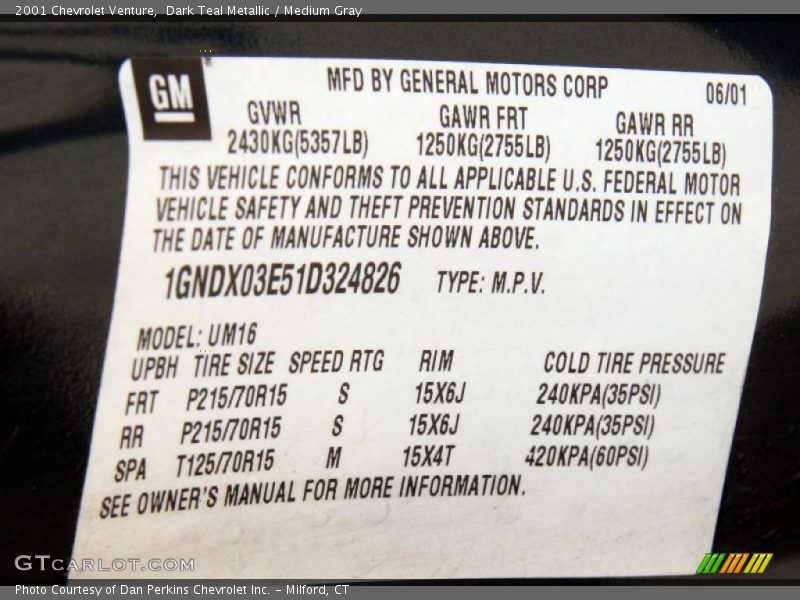 2001 Chevrolet Venture,  Dark Teal Metallic / Medium Gray
GM
MFD BY GENERAL MOTORS CORP 06/01
GVWR GAWR FRT GAWR RR
2430KG(5357LB) 1250KG(2755LB) 1250KG(2755LB)
THIS VEHICLE CONFORMS TO ALL APPLICABLE U.S. FEDERAL MOTOR
VEHICLE SAFETY AND THEFT PREVENTION STANDARDS IN EFFECT ON
THE DATE OF MANUFACTURE SHOWN ABOVE.
1GNDX03E51D324826 TYPE: M.P.V.
MODEL: UM16
UPBH TIRE SIZE SPEED RTG RIM COLD TIRE PRESSURE
FRT P215/70R15 S 15X6J 240KPA(35PSI)
RR P215/70R15 S 15X6J 240KPA(35PSI)
SPA T125/70R15 M 15X4T 420KPA(60PSI)
SEE OWNER'S MANUAL FOR MORE INFORMATION.
GTCARLOT.COM
Photo Courtesy of Dan Perkins Chevrolet Inc. - Milford, CT